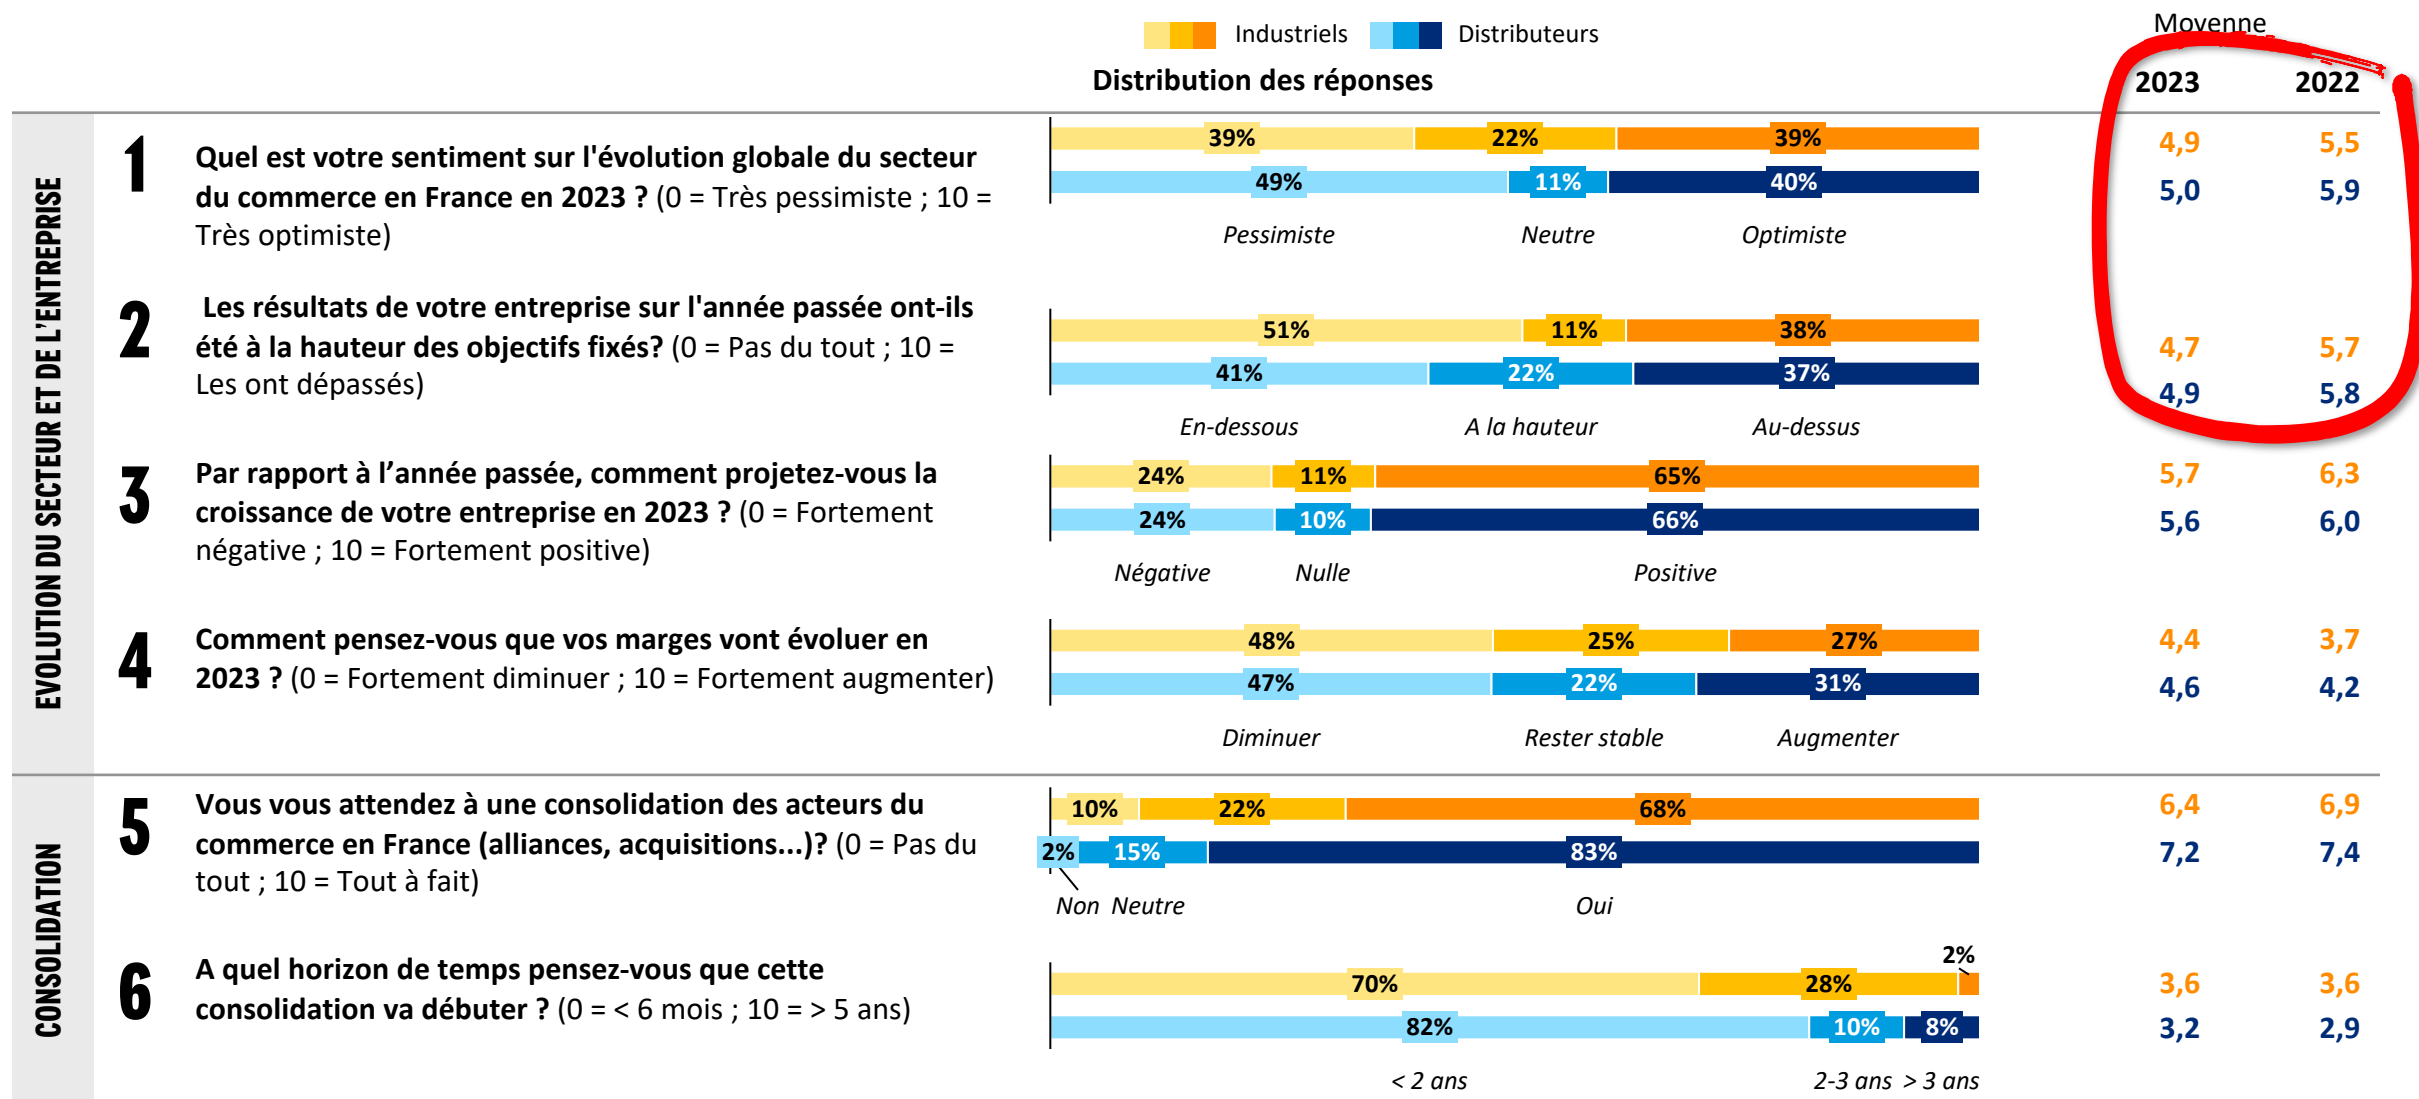 Industriels
Distributeurs
Moyenne
Distribution des réponses
2023
2022
EVOLUTION DU SECTEUR ET DE L'ENTREPRISE
1
Quel est votre sentiment sur l'évolution globale du secteur
du commerce en France en 2023 ? (0 = Très pessimiste ; 10 =
Très optimiste)
39%
22%
39%
49%
11%
40%
Pessimiste
Neutre
Optimiste
4,9
5,5
5,0
5,9
2
Les résultats de votre entreprise sur l'année passée ont-ils
été à la hauteur des objectifs fixés? (0 = Pas du tout ; 10 =
Les ont dépassés)
51%
11%
38%
41%
22%
37%
En-dessous
A la hauteur
Au-dessus
4,7
5,7
4,9
5,8
3
Par rapport à l’année passée, comment projetez-vous la
croissance de votre entreprise en 2023 ? (0 = Fortement
négative ; 10 = Fortement positive)
24%
11%
65%
24%
10%
66%
Négative
Nulle
Positive
5,7
6,3
5,6
6,0
4
Comment pensez-vous que vos marges vont évoluer en
2023 ? (0 = Fortement diminuer ; 10 = Fortement augmenter)
48%
25%
27%
47%
22%
31%
Diminuer
Rester stable
Augmenter
4,4
3,7
4,6
4,2
CONSOLIDATION
5
Vous vous attendez à une consolidation des acteurs du
commerce en France (alliances, acquisitions...)? (0 = Pas du
tout ; 10 = Tout à fait)
10%
22%
68%
2%
15%
83%
Non
Neutre
Oui
6,4
6,9
7,2
7,4
6
A quel horizon de temps pensez-vous que cette
consolidation va débuter ? (0 = < 6 mois ; 10 = > 5 ans)
70%
28%
2%
82%
10%
8%
< 2 ans
2-3 ans
> 3 ans
3,6
3,6
3,2
2,9